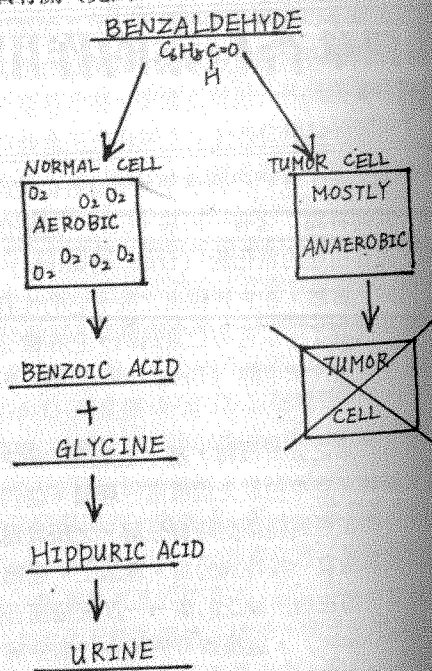 BENZALDEHYDE
C6H5C=O
H
NORMAL CELL
O2 O2 O2
AEROBIC
O2 O2 O2 O2
BENZOIC ACID
+
GLYCINE
HIPPURIC ACID
URINE
TUMOR CELL
MOSTLY
ANAEROBIC
TUMOR
CELL